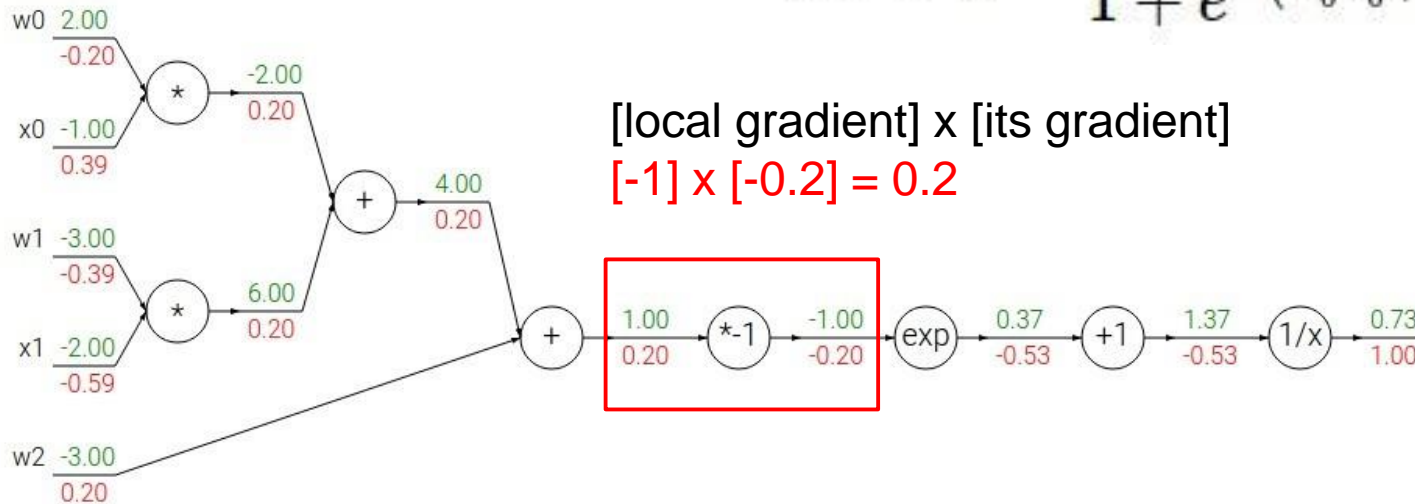 1 + e
w0 2.00
-0.20
*
-2.00
0.20
x0 -1.00
0.39
[local gradient] x [its gradient]
[-1] x [-0.2] = 0.2
+
4.00
0.20
w1 -3.00
-0.39
*
6.00
0.20
x1 -2.00
-0.59
+
1.00
0.20
*-1
-1.00
-0.20
exp
0.37
-0.53
+1
1.37
-0.53
1/x
0.73
1.00
w2 -3.00
0.20